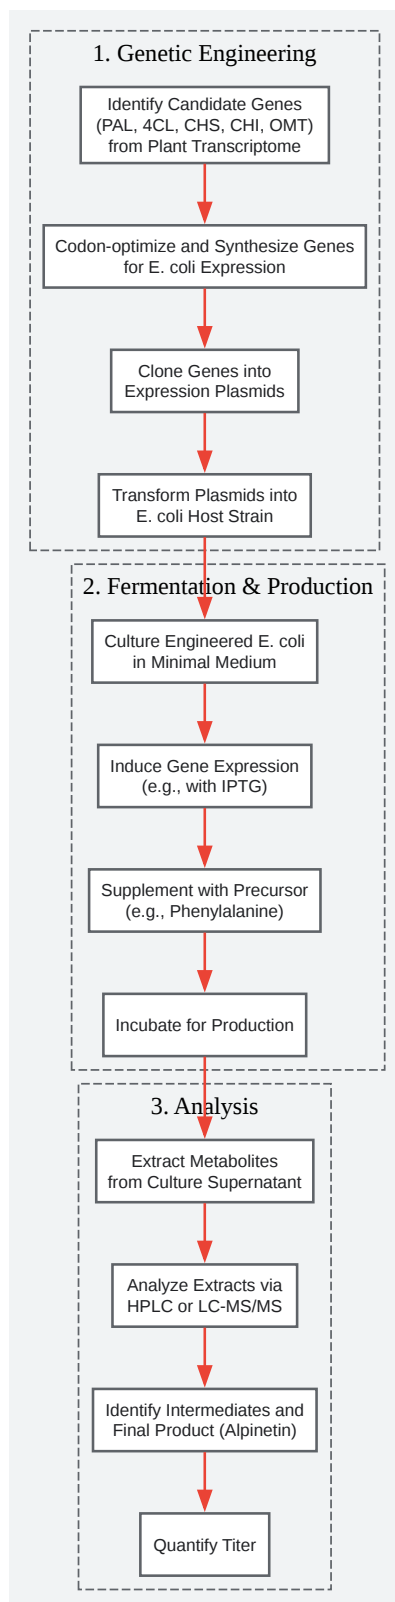 1. Genetic Engineering
Identify Candidate Genes
(PAL, 4CL, CHS, CHI, OMT)
from Plant Transcriptome
Codon-optimize and Synthesize Genes
for E. coli Expression
Clone Genes into
Expression Plasmids
Transform Plasmids into
E. coli Host Strain
2. Fermentation & Production
Culture Engineered E. coli
in Minimal Medium
Induce Gene Expression
(e.g., with IPTG)
Supplement with Precursor
(e.g., Phenylalanine)
Incubate for Production
3. Analysis
Extract Metabolites
from Culture Supernatant
Analyze Extracts via
HPLC or LC-MS/MS
Identify Intermediates and
Final Product (Alpinetin)
Quantify Titer